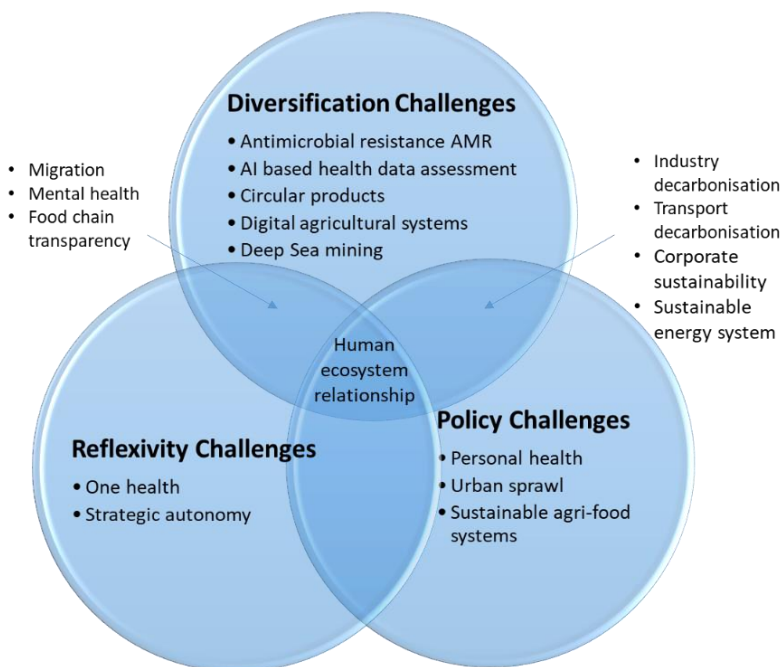 Diversification Challenges
• Antimicrobial resistance AMR
• AI based health data assessment
• Circular products
• Digital agricultural systems
• Deep Sea mining
• Migration
• Mental health
• Food chain
transparency
• Industry
decarbonisation
• Transport
decarbonisation
• Corporate
sustainability
• Sustainable
energy system
Human
ecosystem
relationship
Reflexivity Challenges
• One health
• Strategic autonomy
Policy Challenges
• Personal health
• Urban sprawl
• Sustainable agri-food
systems